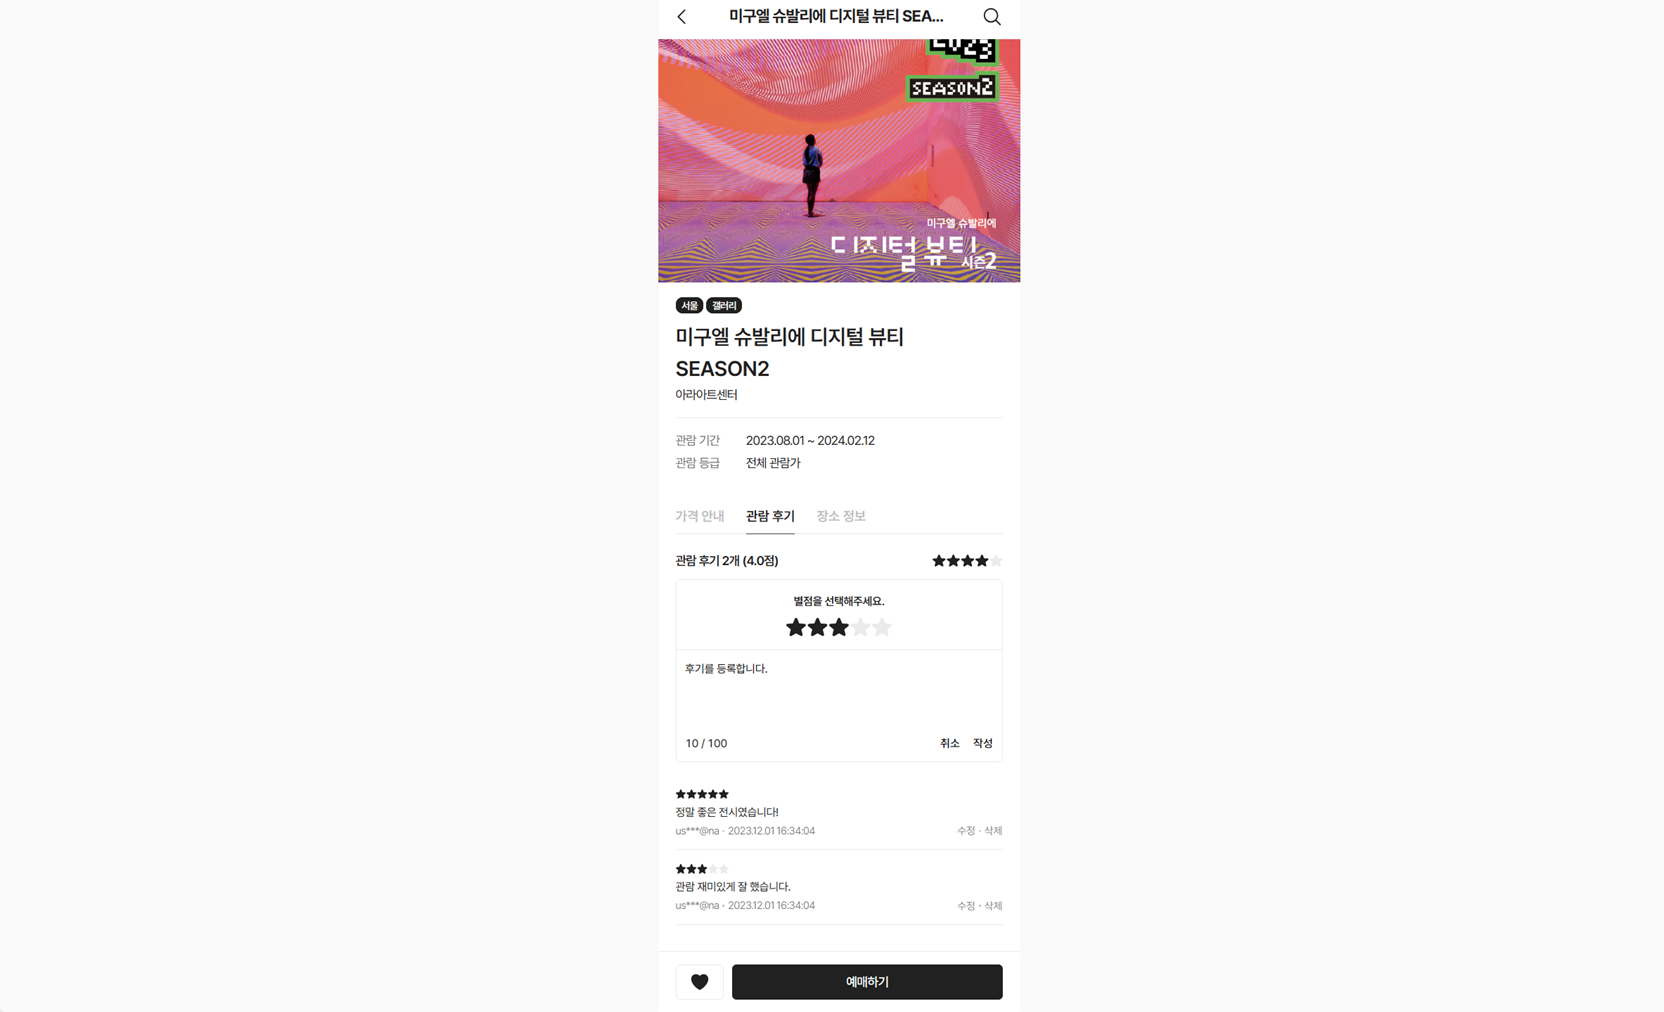 미구엘 슈발리에 디지털 뷰티 SEA...
2023
SEASON2
미구엘 슈발리에
디지털 뷰티
시즌2
서울 갤러리
미구엘 슈발리에 디지털 뷰티
SEASON2
아라아트센터
관람 기간 2023.08.01 ~ 2024.02.12
관람 등급 전체 관람가
가격 안내 관람 후기 장소 정보
관람 후기 2개 (4.0점)
별점을 선택해주세요.
후기를 등록합니다.
10 / 100 취소 작성
정말 좋은 전시였습니다!
us***@na · 2023.12.01 16:34:04 수정 · 삭제
관람 재미있게 잘 했습니다.
us***@na · 2023.12.01 16:34:04 수정 · 삭제
예매하기